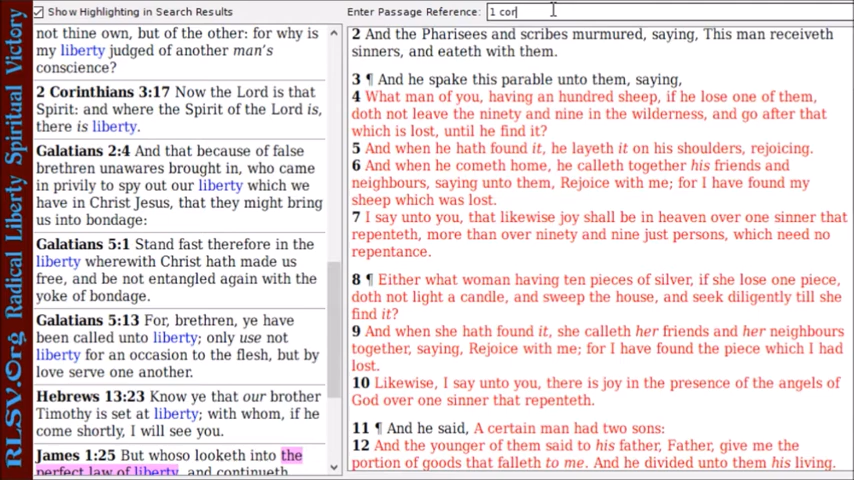 RLSV.Org Radical Liberty Spiritual Victory
Show Highlighting in Search Results
not thine own, but of the other: for why is
my liberty judged of another man's
conscience?
2 Corinthians 3:17 Now the Lord is that
Spirit: and where the Spirit of the Lord is,
there is liberty.
Galatians 2:4 And that because of false
brethren unawares brought in, who came
in privily to spy out our liberty which we
have in Christ Jesus, that they might bring
us into bondage:
Galatians 5:1 Stand fast therefore in the
liberty wherewith Christ hath made us
free, and be not entangled again with the
yoke of bondage.
Galatians 5:13 For, brethren, ye have
been called unto liberty; only use not
liberty for an occasion to the flesh, but by
love serve one another.
Hebrews 13:23 Know ye that our brother
Timothy is set at liberty; with whom, if he
come shortly, I will see you.
James 1:25 But whoso looketh into the
perfect law of liberty, and continueth
Enter Passage Reference: 1 cor
2 And the Pharisees and scribes murmured, saying, This man receiveth
sinners, and eateth with them.
3 ¶ And he spake this parable unto them, saying,
4 What man of you, having an hundred sheep, if he lose one of them,
doth not leave the ninety and nine in the wilderness, and go after that
which is lost, until he find it?
5 And when he hath found it, he layeth it on his shoulders, rejoicing.
6 And when he cometh home, he calleth together his friends and
neighbours, saying unto them, Rejoice with me; for I have found my
sheep which was lost.
7 I say unto you, that likewise joy shall be in heaven over one sinner that
repenteth, more than over ninety and nine just persons, which need no
repentance.
8 ¶ Either what woman having ten pieces of silver, if she lose one piece,
doth not light a candle, and sweep the house, and seek diligently till she
find it?
9 And when she hath found it, she calleth her friends and her neighbours
together, saying, Rejoice with me; for I have found the piece which I had
lost.
10 Likewise, I say unto you, there is joy in the presence of the angels of
God over one sinner that repenteth.
11 ¶ And he said, A certain man had two sons:
12 And the younger of them said to his father, Father, give me the
portion of goods that falleth to me. And he divided unto them his living.